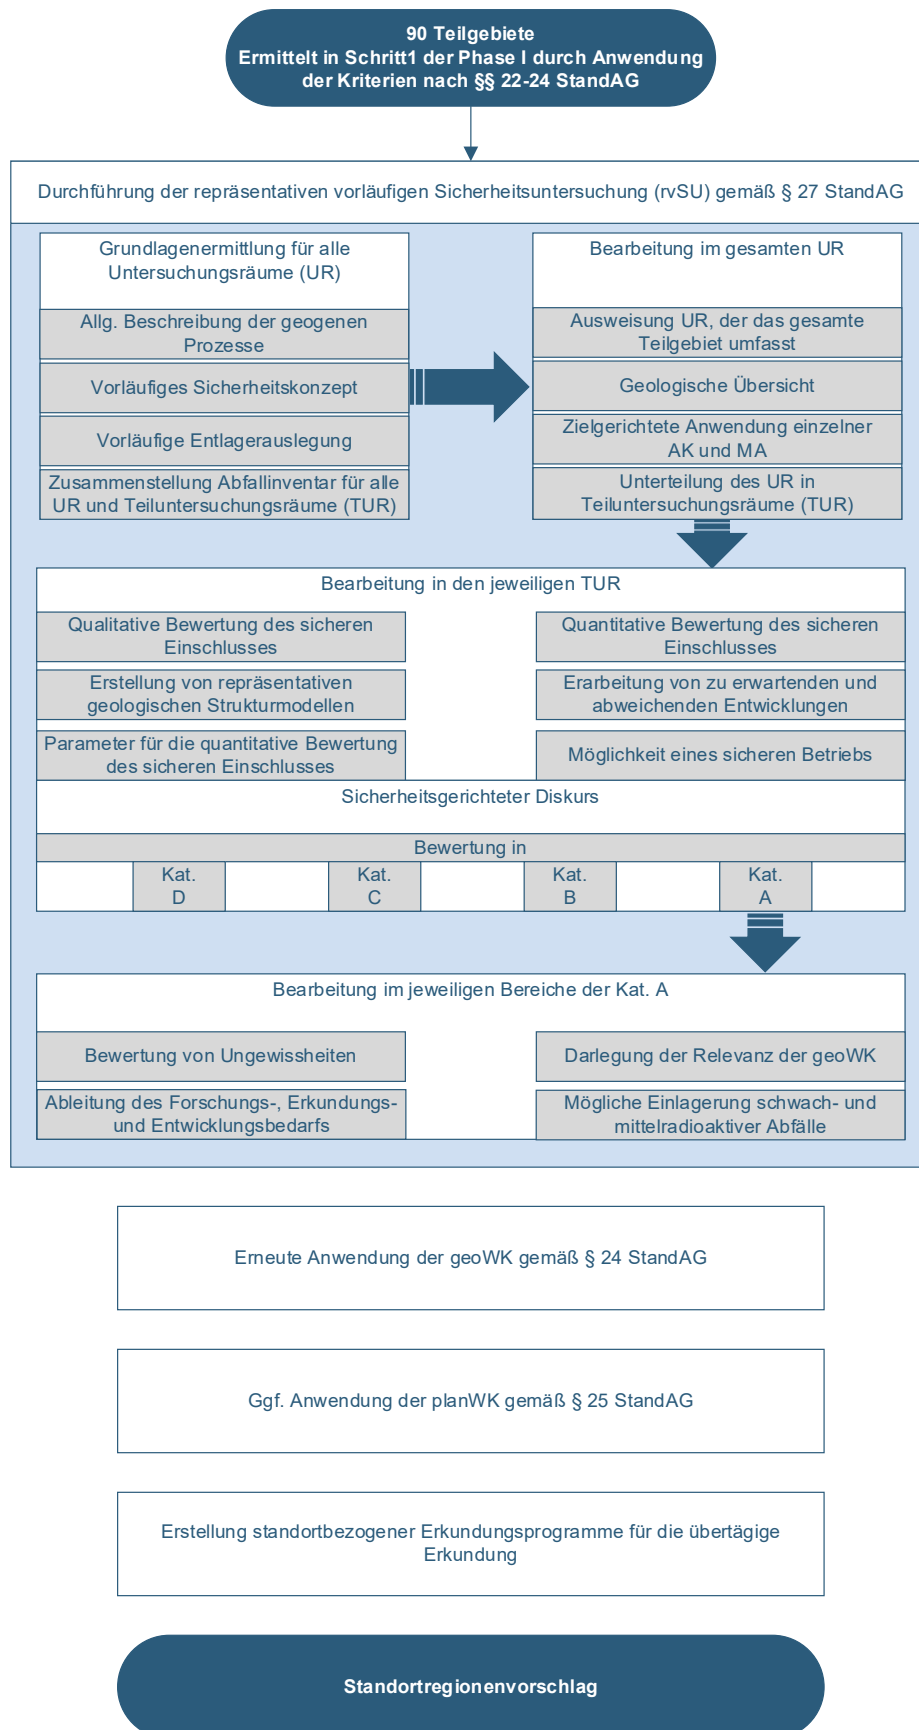 90 Teilgebiete
Ermittelt in Schritt1 der Phase I durch Anwendung
der Kriterien nach §§ 22-24 StandAG
Durchführung der repräsentativen vorläufigen Sicherheitsuntersuchung (rvSU) gemäß § 27 StandAG
Grundlagenermittlung für alle
Untersuchungsräume (UR)
Allg. Beschreibung der geogenen
Prozesse
Vorläufiges Sicherheitskonzept
Vorläufige Entlagerauslegung
Zusammenstellung Abfallinventar für alle
UR und Teiluntersuchungsräume (TUR)
Bearbeitung im gesamten UR
Ausweisung UR, der das gesamte
Teilgebiet umfasst
Geologische Übersicht
Zielgerichtete Anwendung einzelner
AK und MA
Unterteilung des UR in
Teiluntersuchungsräume (TUR)
Bearbeitung in den jeweiligen TUR
Qualitative Bewertung des sicheren
Einschlusses
Erstellung von repräsentativen
geologischen Strukturmodellen
Parameter für die quantitative Bewertung
des sicheren Einschlusses
Quantitative Bewertung des sicheren
Einschlusses
Erarbeitung von zu erwartenden und
abweichenden Entwicklungen
Möglichkeit eines sicheren Betriebs
Sicherheitsgerichteter Diskurs
Bewertung in
Kat.
D
Kat.
C
Kat.
B
Kat.
A
Bearbeitung im jeweiligen Bereiche der Kat. A
Bewertung von Ungewissheiten
Ableitung des Forschungs-, Erkundungs-
und Entwicklungsbedarfs
Darlegung der Relevanz der geoWK
Mögliche Einlagerung schwach- und
mittelradioaktiver Abfälle
Erneute Anwendung der geoWK gemäß § 24 StandAG
Ggf. Anwendung der planWK gemäß § 25 StandAG
Erstellung standortbezogener Erkundungsprogramme für die übertägige
Erkundung
Standortregionenvorschlag